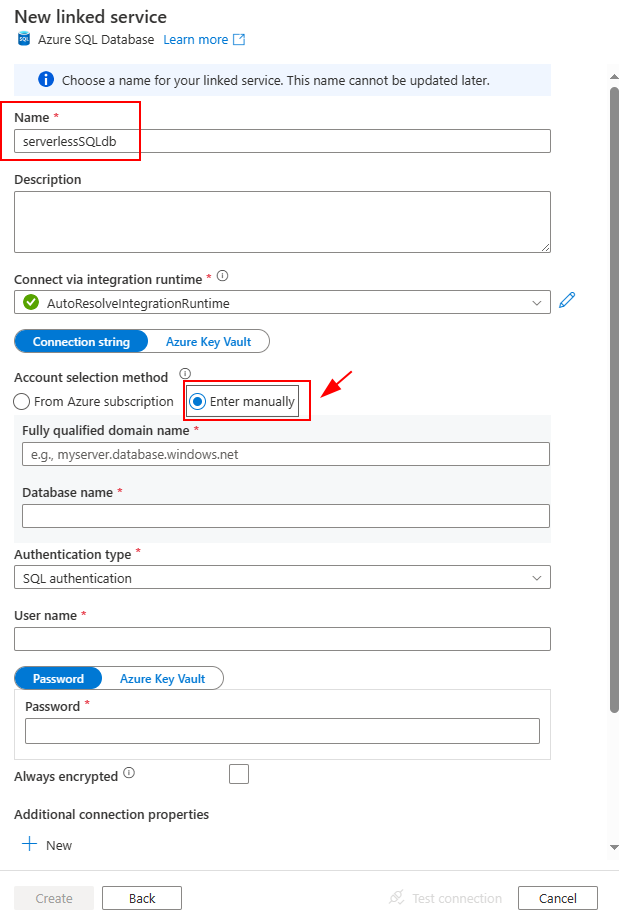 New linked service
SQL Azure SQL Database Learn more
Choose a name for your linked service. This name cannot be updated later.
Name *
serverlessSQLdb
Description
Connect via integration runtime *
AutoResolveIntegrationRuntime
Connection string Azure Key Vault
Account selection method
From Azure subscription Enter manually
Fully qualified domain name *
e.g., myserver.database.windows.net
Database name *
Authentication type *
SQL authentication
User name *
Password Azure Key Vault
Password *
Always encrypted
Additional connection properties
New
Create Back Test connection Cancel